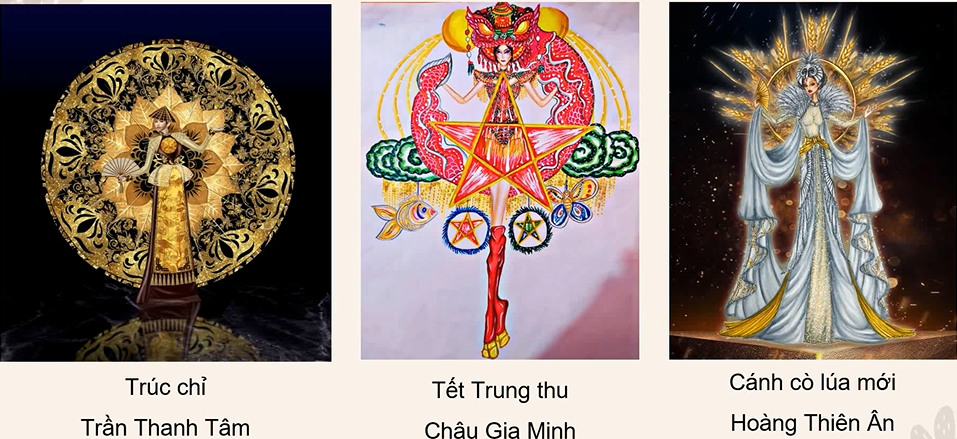 Trúc chỉ
Trần Thanh Tâm
Tết Trung thu
Châu Gia Minh
Cánh cò lúa mới
Hoàng Thiên Ân